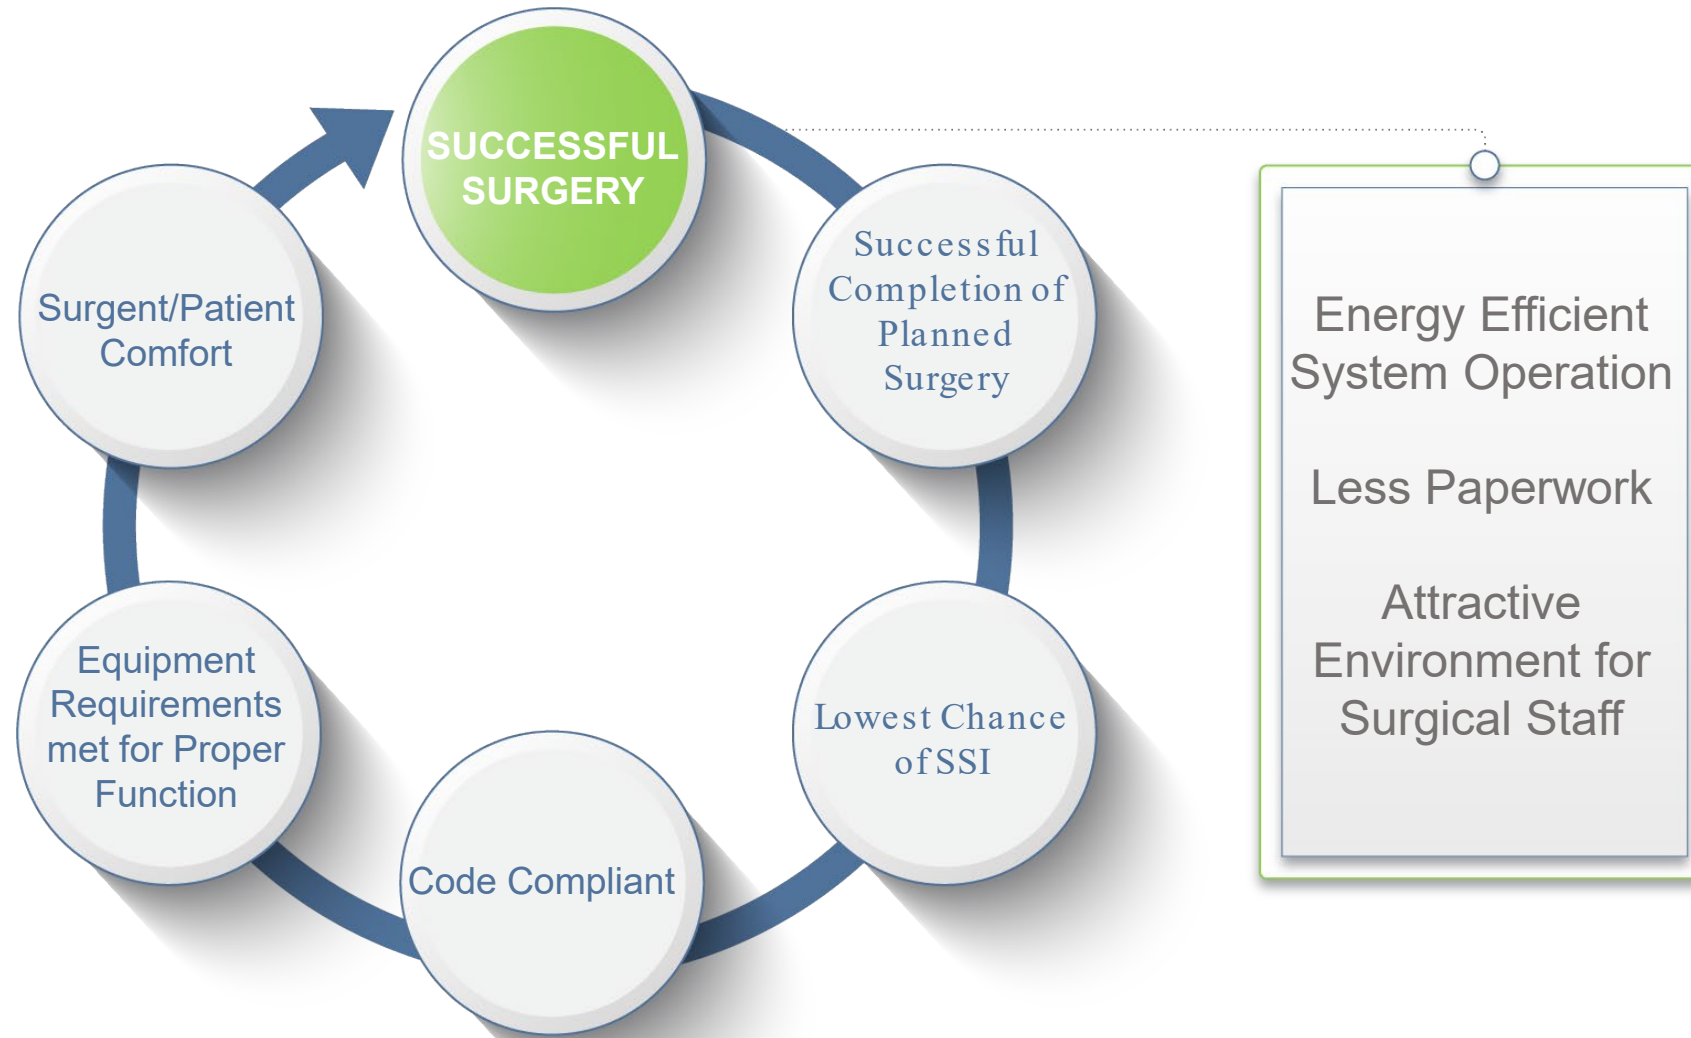 SUCCESSFUL
SURGERY
Successful
Completion of
Planned
Surgery
Lowest Chance
of SSI
Code Compliant
Equipment
Requirements
met for Proper
Function
Surgent/Patient
Comfort
Energy Efficient
System Operation
Less Paperwork
Attractive
Environment for
Surgical Staff